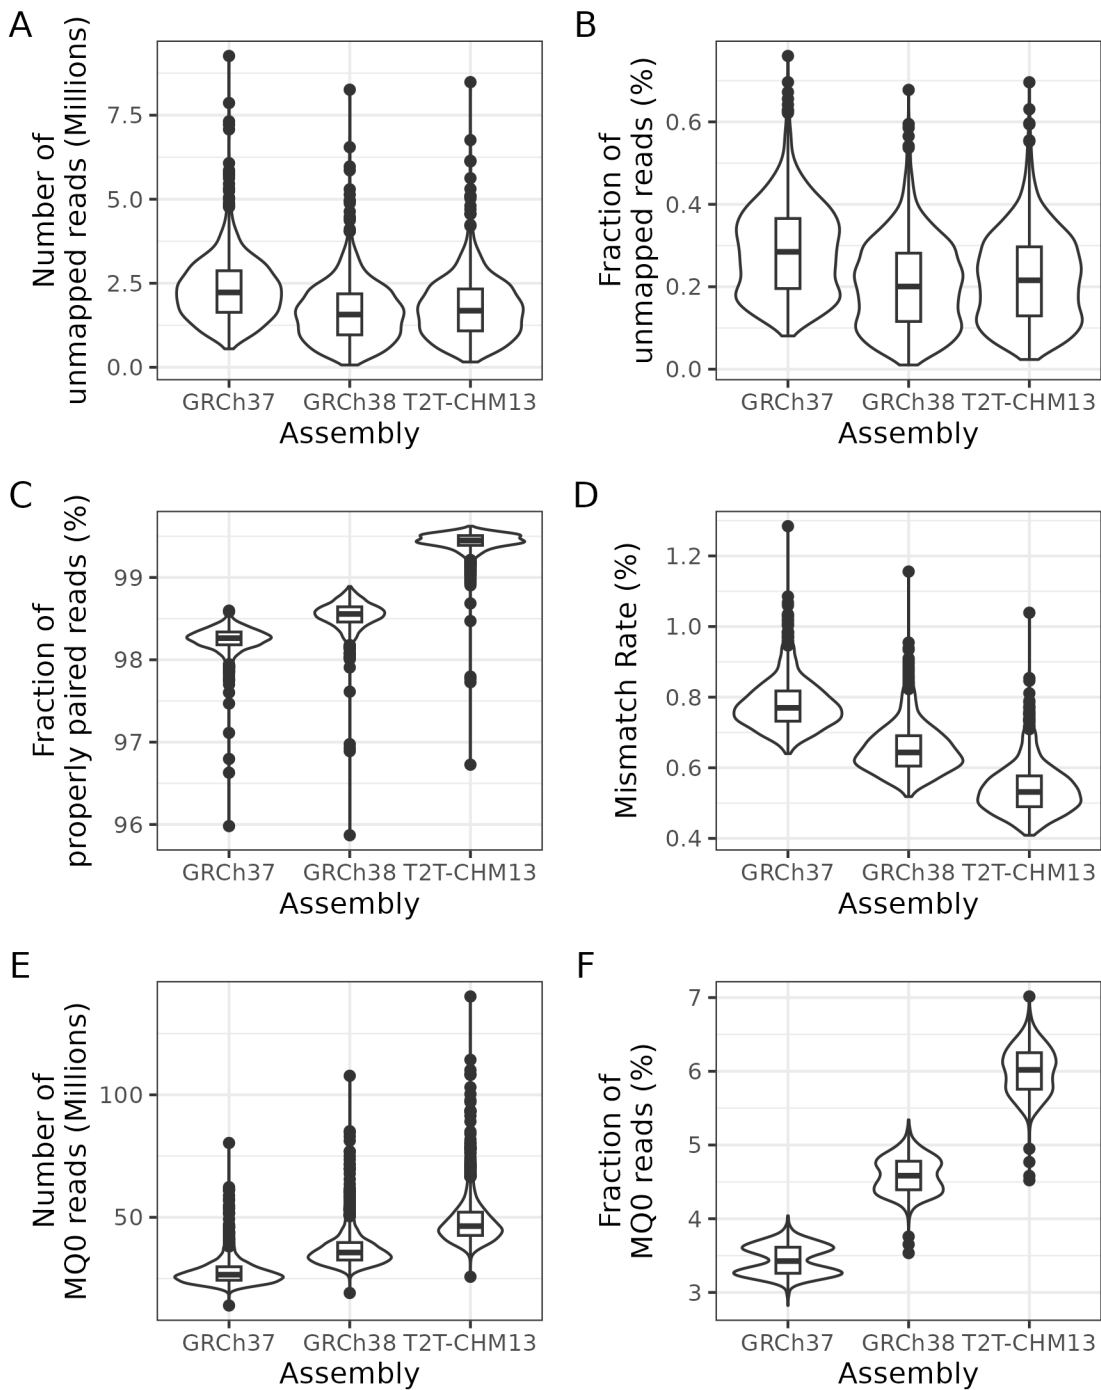 A
Number of
unmapped reads (Millions)
7.5
5.0
2.5
0.0
GRCh37 GRCh38 T2T-CHM13
Assembly
B
Fraction of
unmapped reads (%)
0.6
0.4
0.2
0.0
GRCh37 GRCh38 T2T-CHM13
Assembly
C
Fraction of
properly paired reads (%)
99
98
97
96
GRCh37 GRCh38 T2T-CHM13
Assembly
D
Mismatch Rate (%)
1.2
1.0
0.8
0.6
0.4
GRCh37 GRCh38 T2T-CHM13
Assembly
E
Number of
MQ0 reads (Millions)
100
50
GRCh37 GRCh38 T2T-CHM13
Assembly
F
Fraction of
MQ0 reads (%)
7
6
5
4
3
GRCh37 GRCh38 T2T-CHM13
Assembly